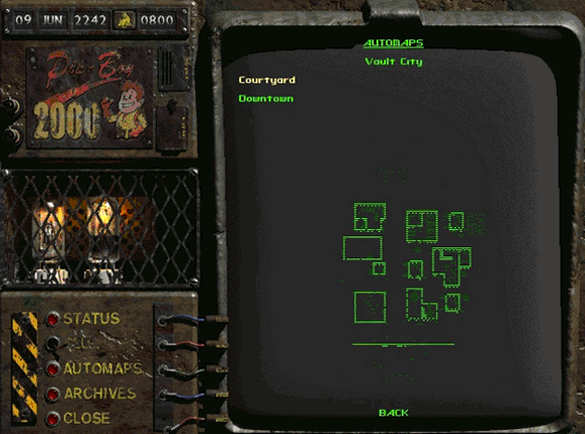 09 JUN 2242 0800
Pip Boy
2000
STATUS
AUTOMAPS
ARCHIVES
CLOSE
AUTOMAPS
Vault City
Courtyard
Downtown
BACK